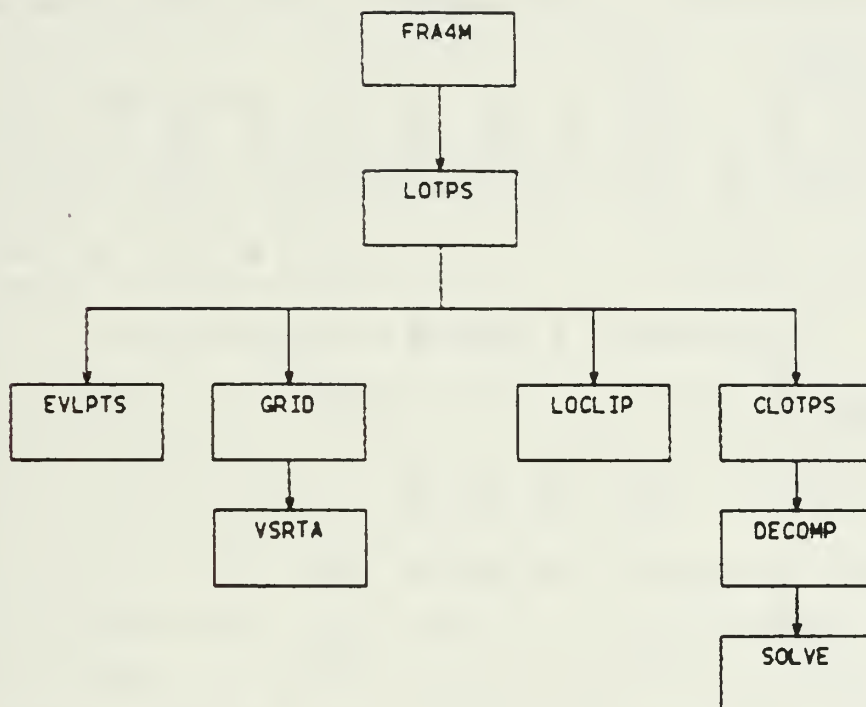 FRA4M
LOTPS
EVLPTS
GRID
LOCLIP
CLOTPS
VSRTA
DECOMP
SOLVE